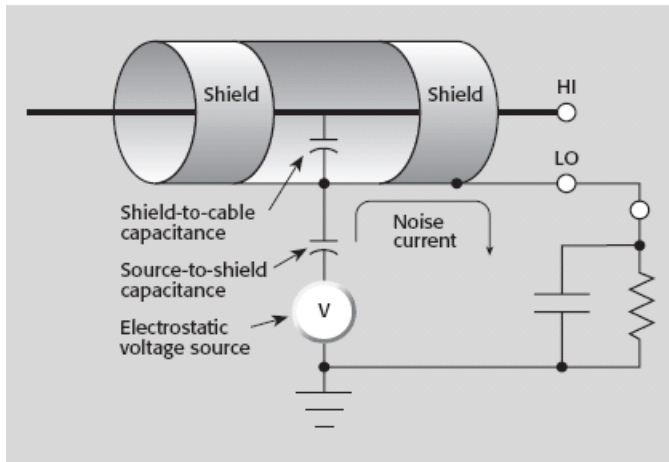 Shield
Shield
HI
LO
Shield-to-cable
capacitance
Noise
current
Source-to-shield
capacitance
V
Electrostatic
voltage source